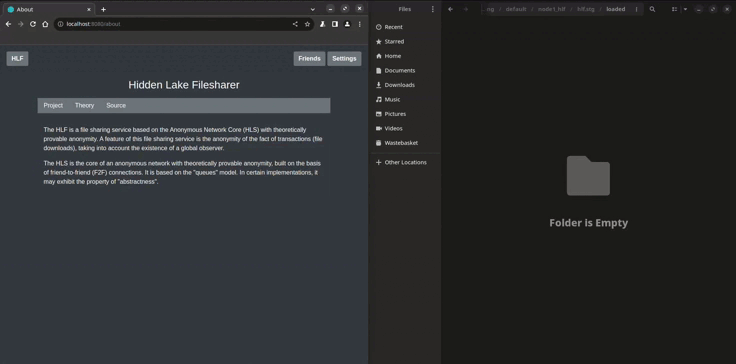 About
localhost:8080/about
HLF
Friends
Settings
Hidden Lake Filesharer
Project Theory Source
The HLF is a file sharing service based on the Anonymous Network Core (HLS) with theoretically
provable anonymity. A feature of this file sharing service is the anonymity of the fact of transactions (file
downloads), taking into account the existence of a global observer.
The HLS is the core of an anonymous network with theoretically provable anonymity, built on the basis
of friend-to-friend (F2F) connections. It is based on the "queues" model. In certain implementations, it
may exhibit the property of "abstractness".
Files
Recent
Starred
Home
Documents
Downloads
Music
Pictures
Videos
Wastebasket
Other Locations
ng / default / node1_hlf / hlf.stg / loaded
Folder is Empty